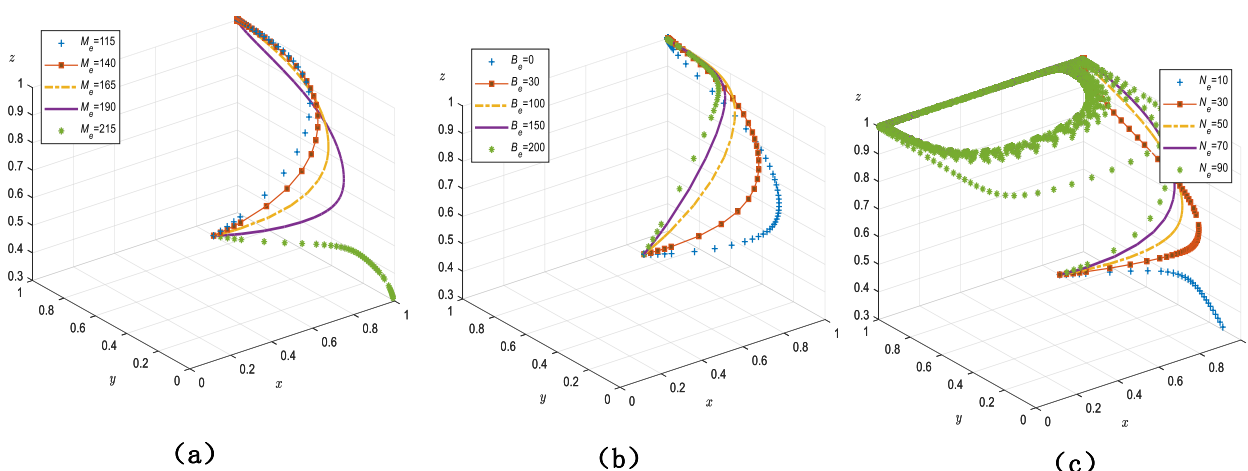 M_e=115
M_e=140
M_e=165
M_e=190
M_e=215
z
1
0.9
0.8
0.7
0.6
0.5
0.4
0.3
1
0.8
0.6
0.4
0.2
0
y
0
0.2
0.4
0.6
0.8
1
x
(a)
B_e=0
B_e=30
B_e=100
B_e=150
B_e=200
z
1
0.9
0.8
0.7
0.6
0.5
0.4
0.3
1
0.8
0.6
0.4
0.2
0
y
0
0.2
0.4
0.6
0.8
1
x
(b)
N_e=10
N_e=30
N_e=50
N_e=70
N_e=90
z
1
0.9
0.8
0.7
0.6
0.5
0.4
0.3
1
0.8
0.6
0.4
0.2
0
y
0
0.2
0.4
0.6
0.8
x
(c)